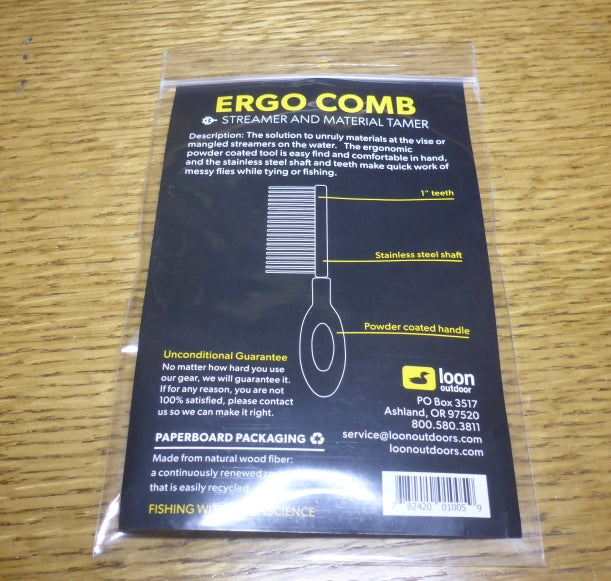 ERGO COMB
STREAMER AND MATERIAL TAMER
Description: The solution to unruly materials at the vise or
mangled streamers on the water. The ergonomic
powder coated tool is easy find and comfortable in hand,
and the stainless steel shaft and teeth make quick work of
messy flies while tying or fishing.
1" teeth
Stainless steel shaft
Powder coated handle
Unconditional Guarantee
No matter how hard you use
our gear, we will guarantee it.
If for any reason, you are not
100% satisfied, please contact
us so we can make it right.
loon
outdoor
PO Box 3517
Ashland, OR 97520
800.580.3811
service@loonoutdoors.com
loonoutdoors.com
PAPERBOARD PACKAGING
Made from natural wood fiber:
a continuously renewed
that is easily recycled
FISHING CONSCIENCE
7 82420 01005 9